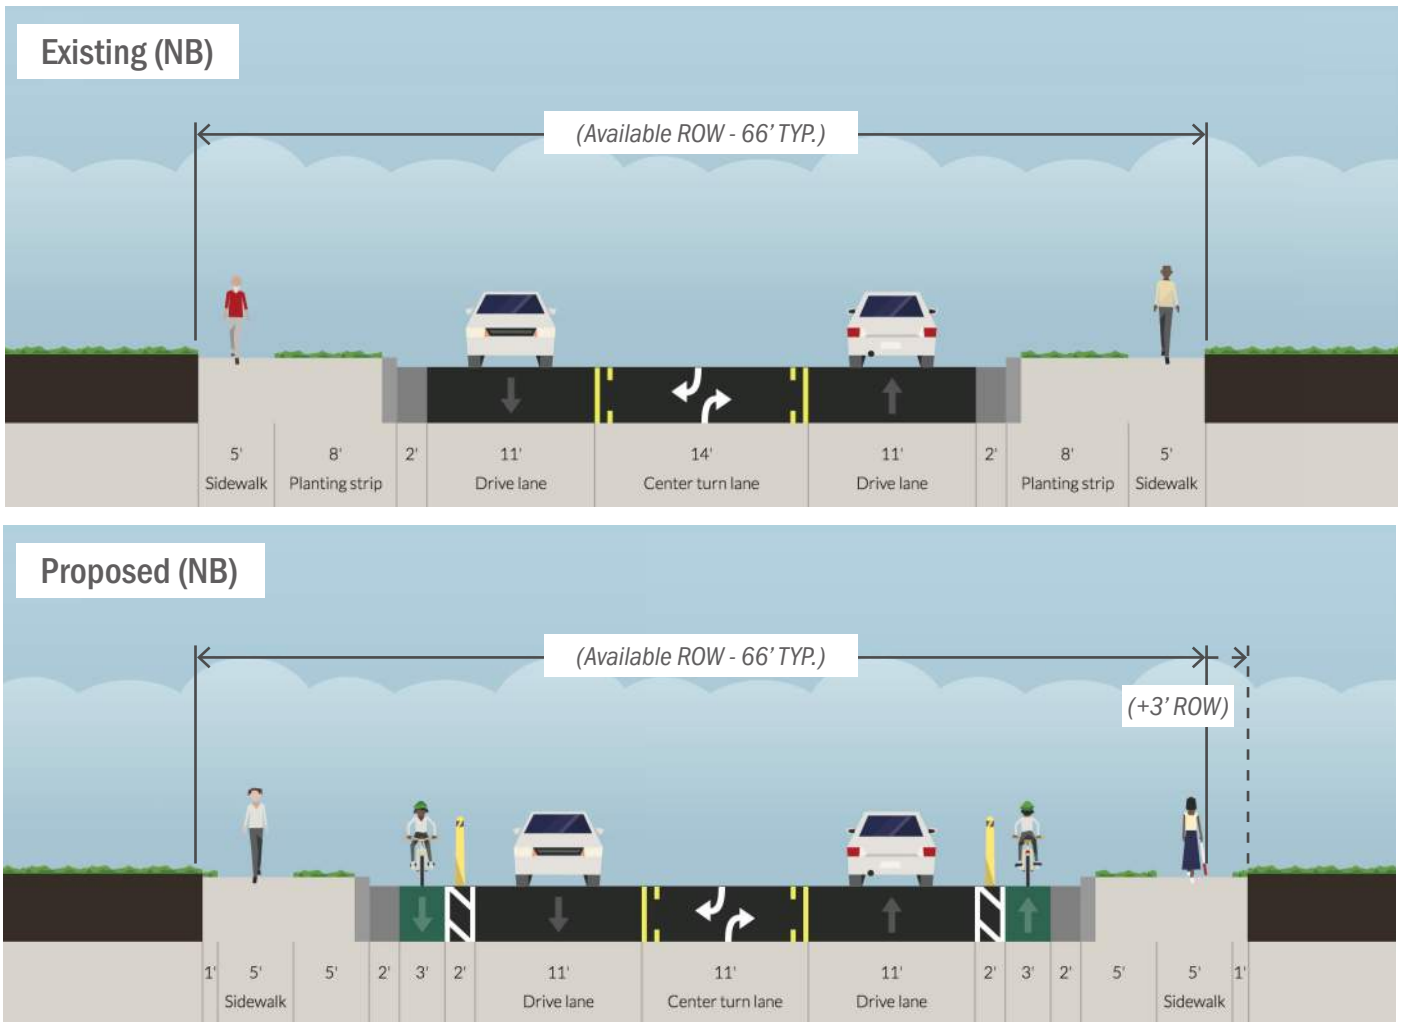 Existing (NB)
(Available ROW - 66' TYP.)
5' 8' 2' 11' 14' 11' 2' 8' 5'
Sidewalk Planting strip Drive lane Center turn lane Drive lane Planting strip Sidewalk
Proposed (NB)
(Available ROW - 66' TYP.)
(+3' ROW)
1' 5' 5' 2' 3' 2' 11' 11' 11' 2' 3' 2' 5' 5' 1'
Sidewalk Drive lane Center turn lane Drive lane Sidewalk